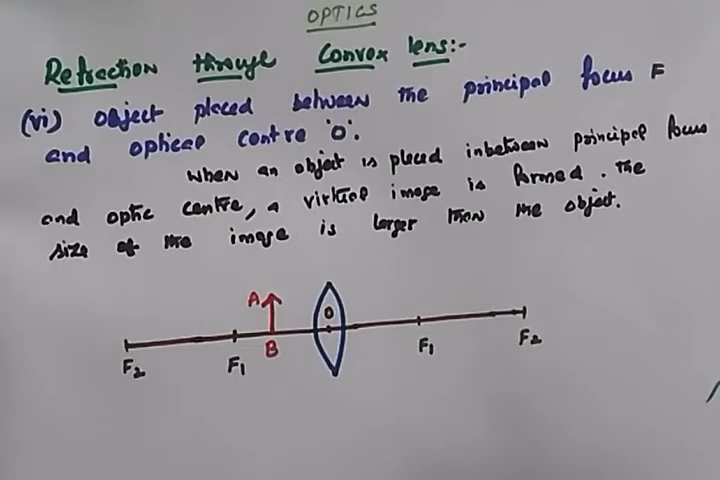 OPTICS
Refraction through Convex lens:-
(vi) object placed between the principal focus F
and optical centre 'O'.
When an object is placed inbetween principal focus
and optic centre, a virtual image is formed. The
size of the image is larger than the object.
A
O
B
F2
F1
F1
F2